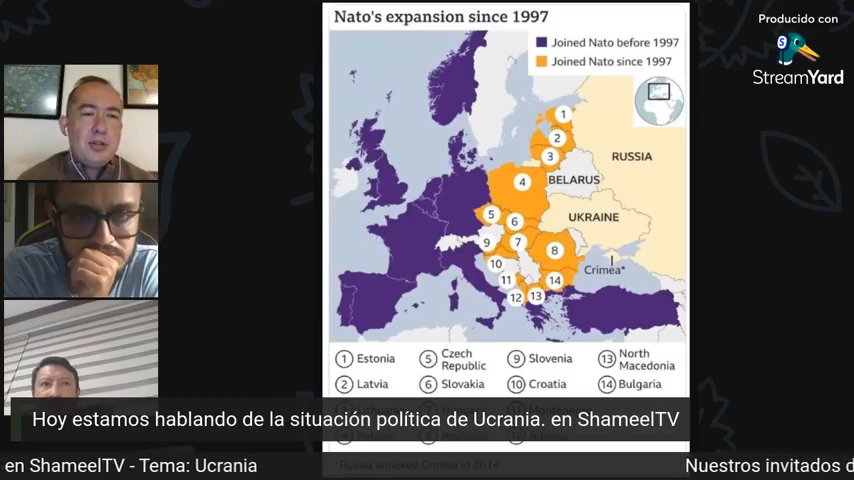 Nato's expansion since 1997
Joined Nato before 1997
Joined Nato since 1997
Producido con
StreamYard
1
2
3
4
5
6
7
8
9
10
11
12
13
14
RUSSIA
BELARUS
UKRAINE
Crimea*
1 Estonia
5 Czech Republic
9 Slovenia
13 North Macedonia
2 Latvia
6 Slovakia
10 Croatia
14 Bulgaria
Hoy estamos hablando de la situación política de Ucrania. en ShameelTV
*Russia annexed Crimea in 2014
en ShameelTV - Tema: Ucrania
Nuestros invitados d